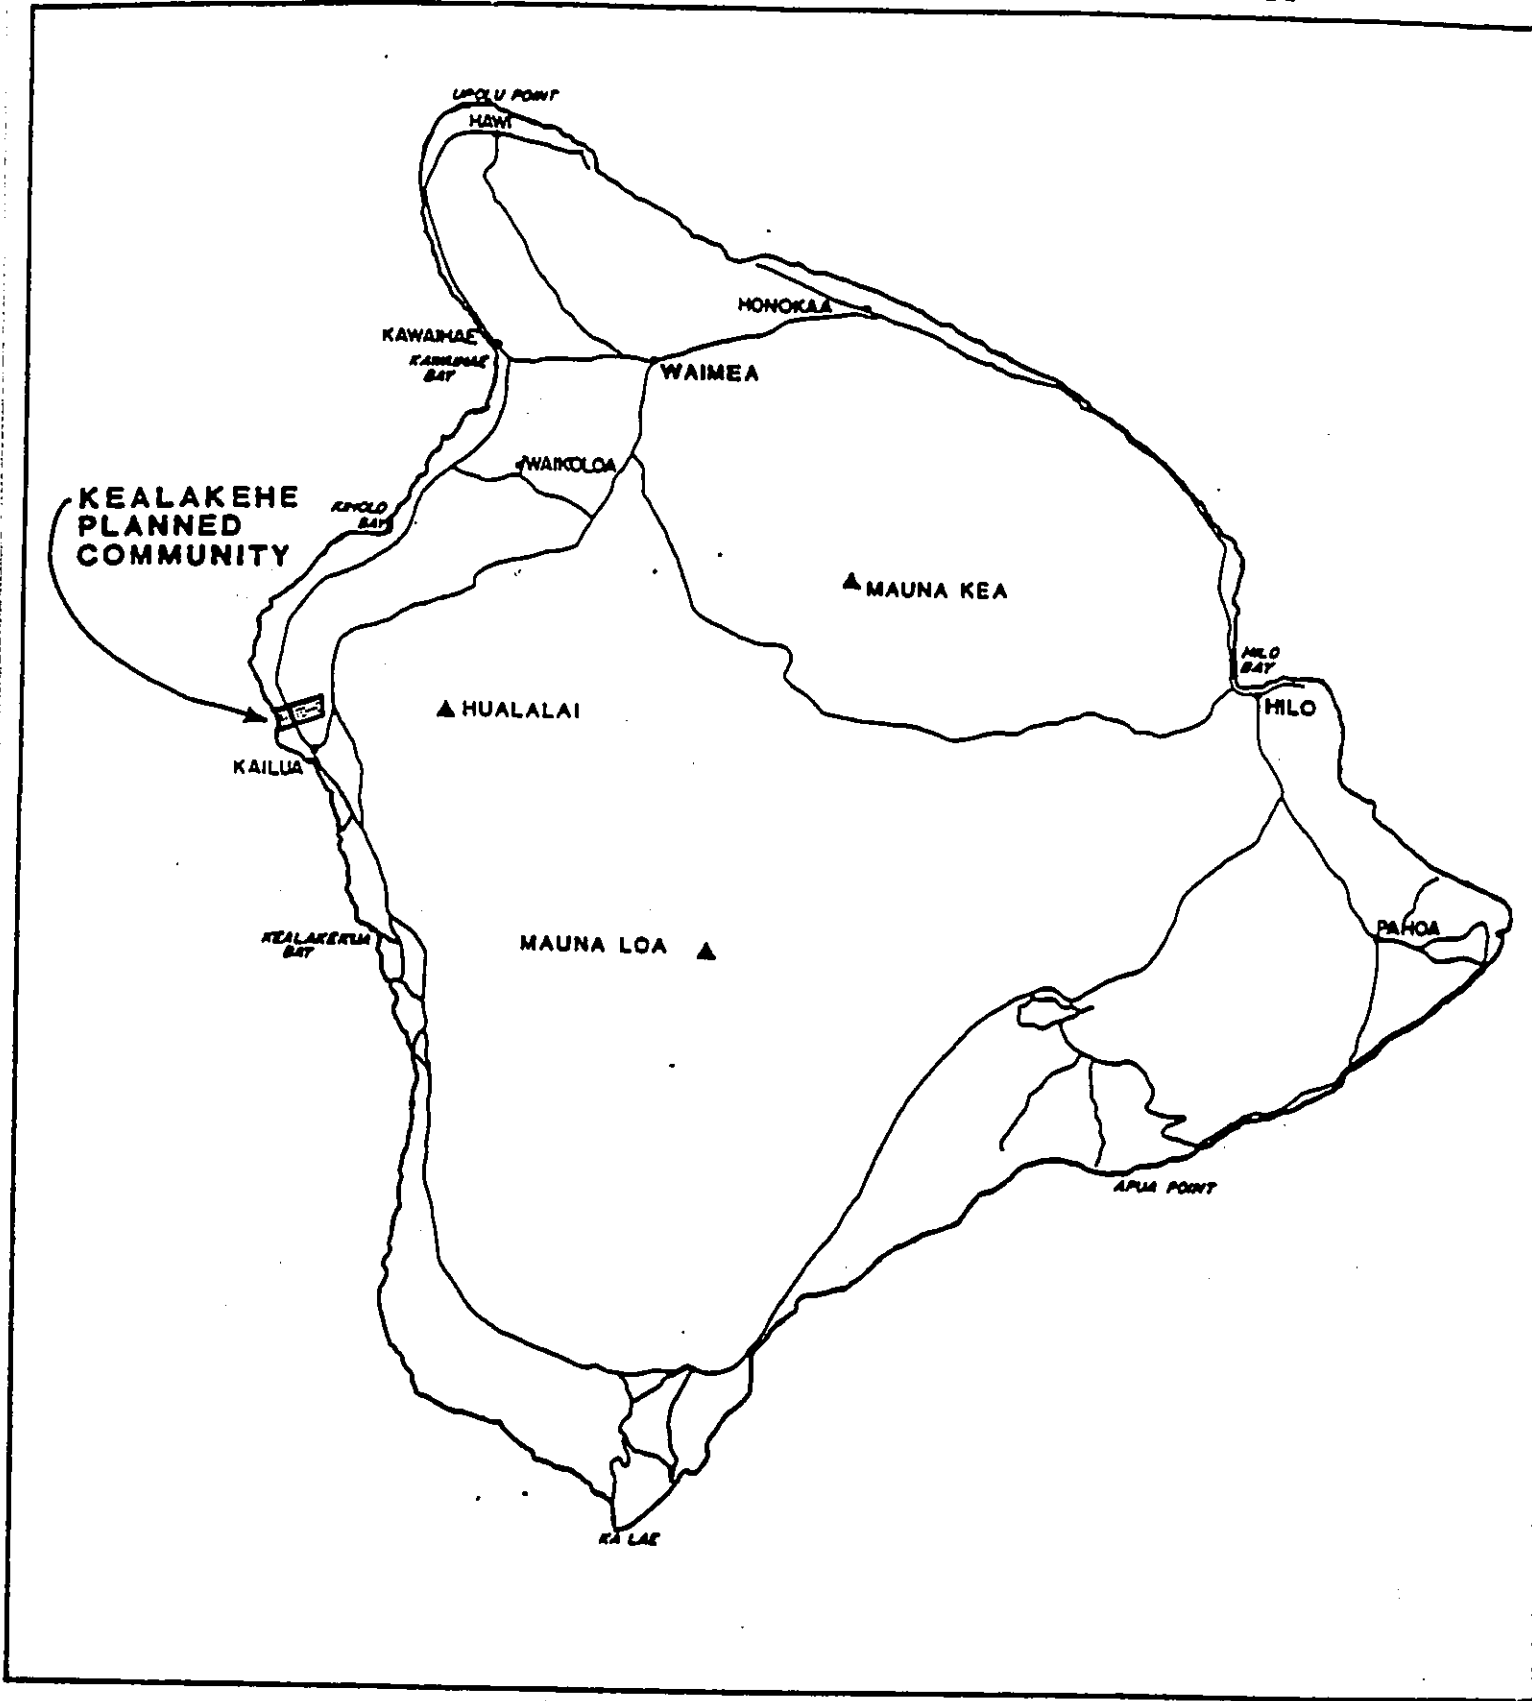 UPOLU POINT
HAWI
HONOKAA
KAWAIHAE
KAWAIHAE
BAY
WAIMEA
WAIKOLOA
KEALAKEHE
PLANNED
COMMUNITY
KIHOLO
BAY
MAUNA KEA
HILO
BAY
HUALALAI
HILO
KAILUA
PAHOA
KEALAKEKUA
BAY
MAUNA LOA
APUA POINT
KA LAE